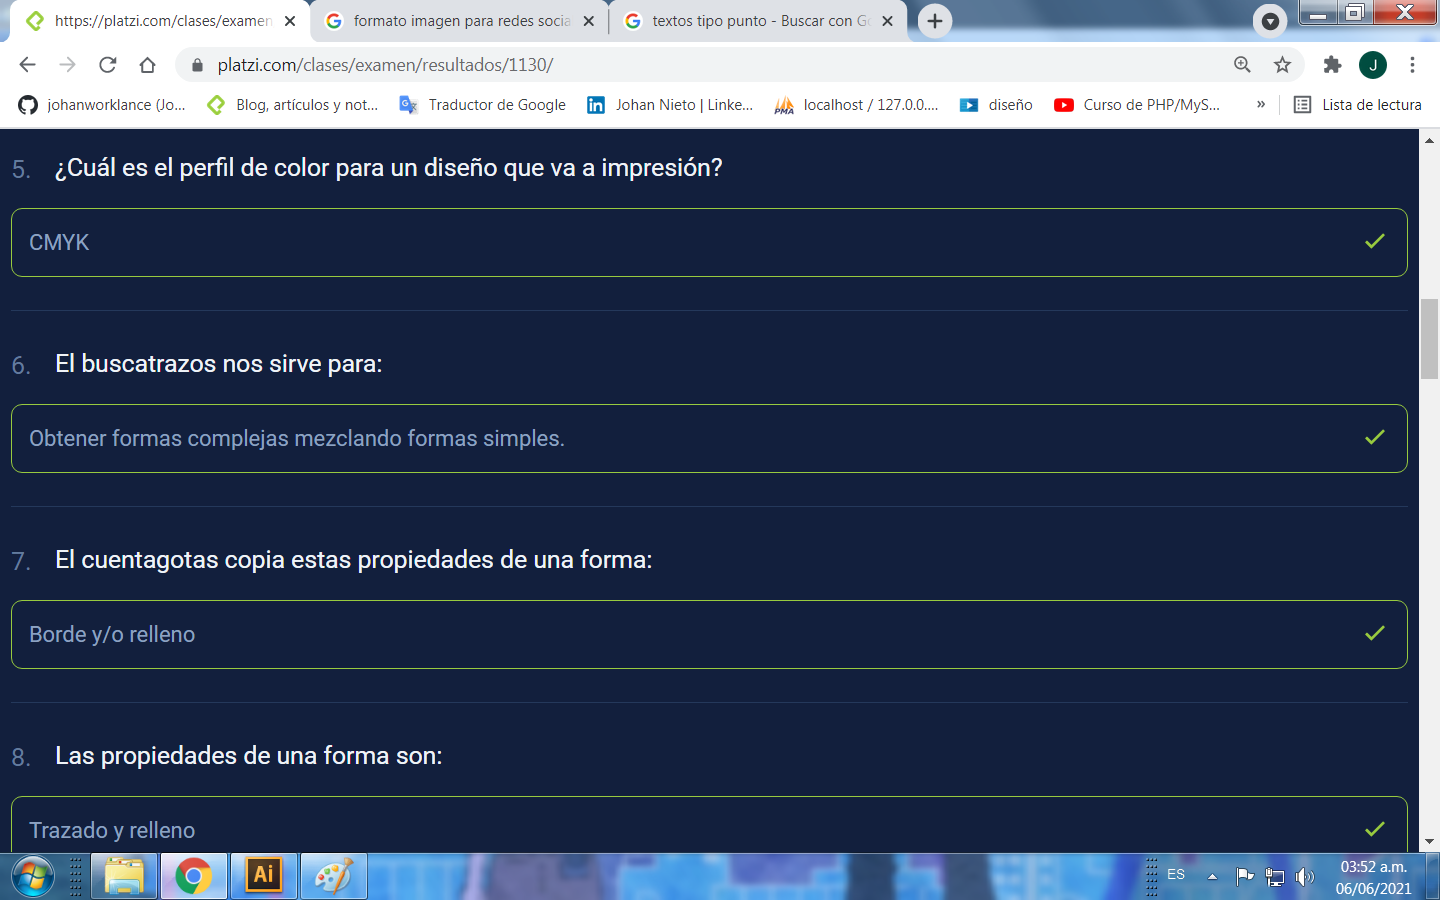 https://platzi.com/clases/examen
formato imagen para redes socia
textos tipo punto - Buscar con Go
platzi.com/clases/examen/resultados/1130/
J
johanworklance (Jo...
Blog, artículos y not...
Traductor de Google
Johan Nieto | Linke...
localhost / 127.0.0....
diseño
Curso de PHP/MyS...
»
Lista de lectura
5. ¿Cuál es el perfil de color para un diseño que va a impresión?
CMYK
6. El buscatrazos nos sirve para:
Obtener formas complejas mezclando formas simples.
7. El cuentagotas copia estas propiedades de una forma:
Borde y/o relleno
8. Las propiedades de una forma son:
Trazado y relleno
Ai
ES
03:52 a.m.
06/06/2021